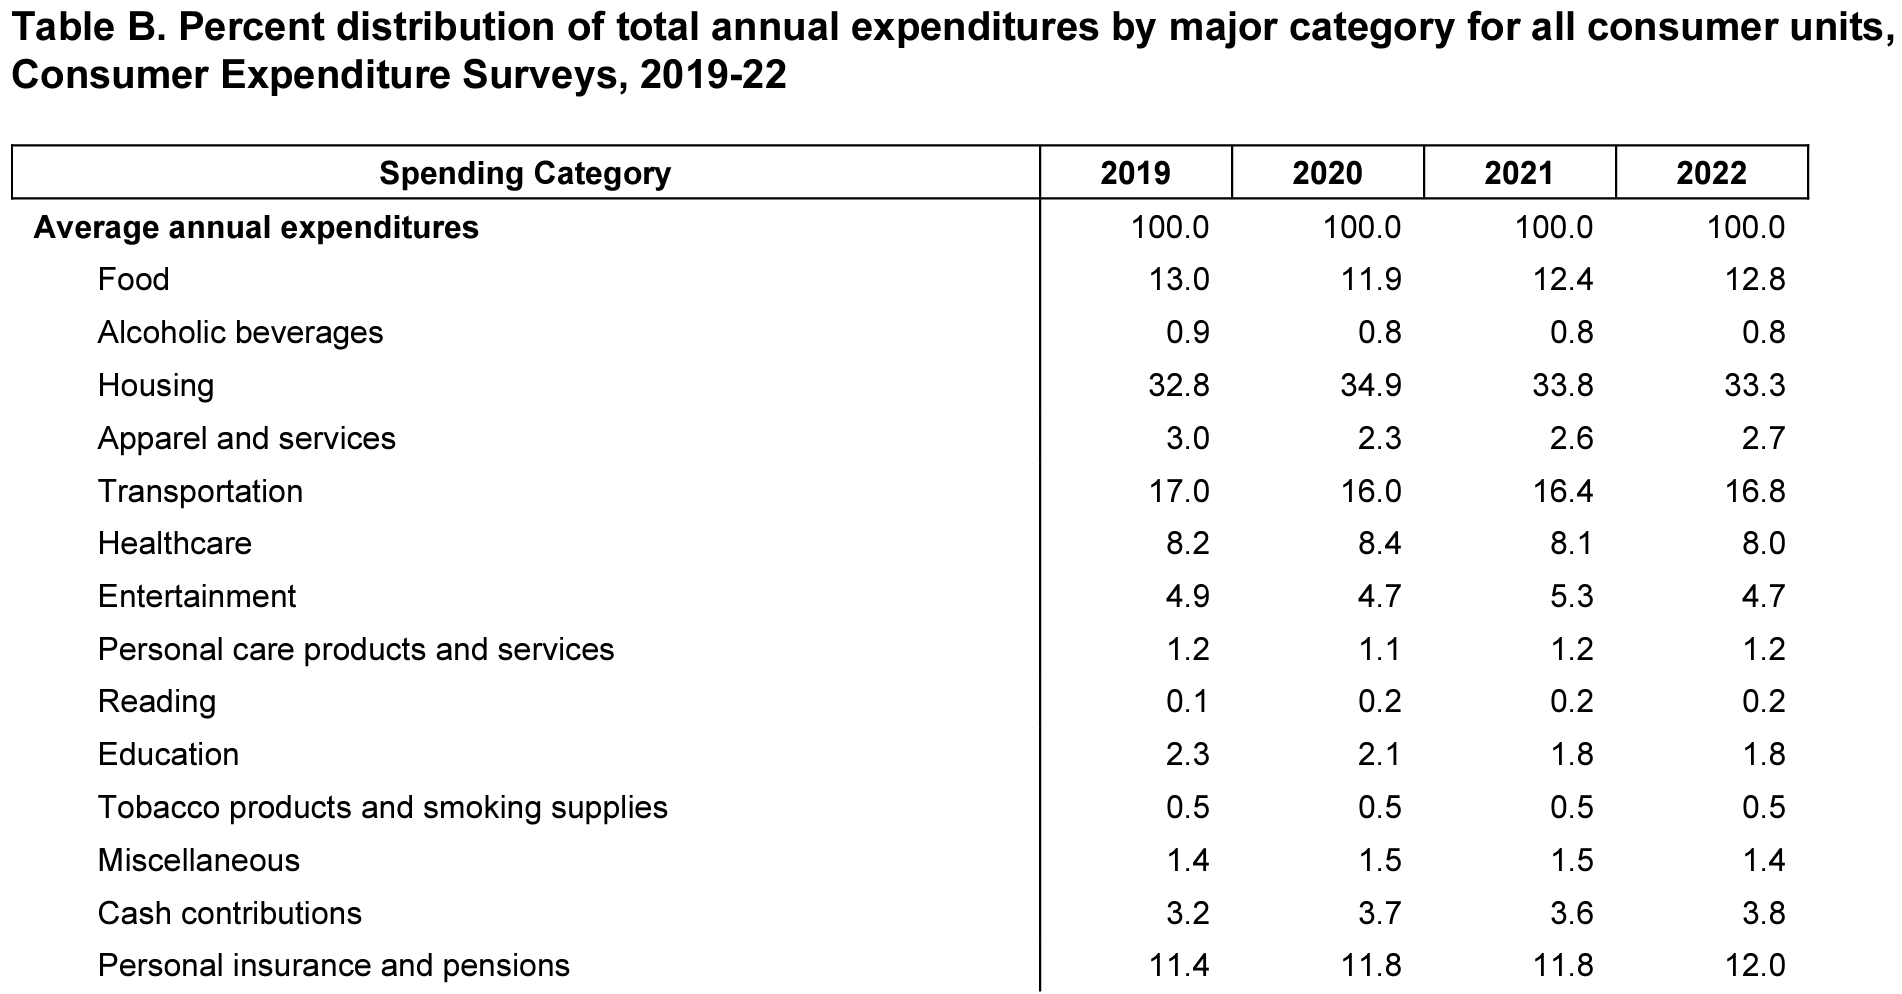 Table B. Percent distribution of total annual expenditures by major category for all consumer units,
Consumer Expenditure Surveys, 2019-22
Spending Category 2019 2020 2021 2022
Average annual expenditures 100.0 100.0 100.0 100.0
Food 13.0 11.9 12.4 12.8
Alcoholic beverages 0.9 0.8 0.8 0.8
Housing 32.8 34.9 33.8 33.3
Apparel and services 3.0 2.3 2.6 2.7
Transportation 17.0 16.0 16.4 16.8
Healthcare 8.2 8.4 8.1 8.0
Entertainment 4.9 4.7 5.3 4.7
Personal care products and services 1.2 1.1 1.2 1.2
Reading 0.1 0.2 0.2 0.2
Education 2.3 2.1 1.8 1.8
Tobacco products and smoking supplies 0.5 0.5 0.5 0.5
Miscellaneous 1.4 1.5 1.5 1.4
Cash contributions 3.2 3.7 3.6 3.8
Personal insurance and pensions 11.4 11.8 11.8 12.0